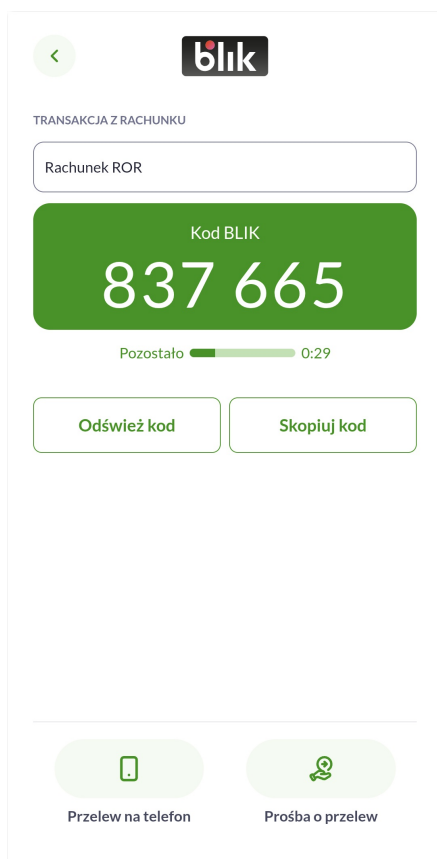 blik
TRANSAKCJA Z RACHUNKU
Rachunek ROR
Kod BLIK
837 665
Pozostało 0:29
Odśwież kod Skopiuj kod
Przelew na telefon Prośba o przelew